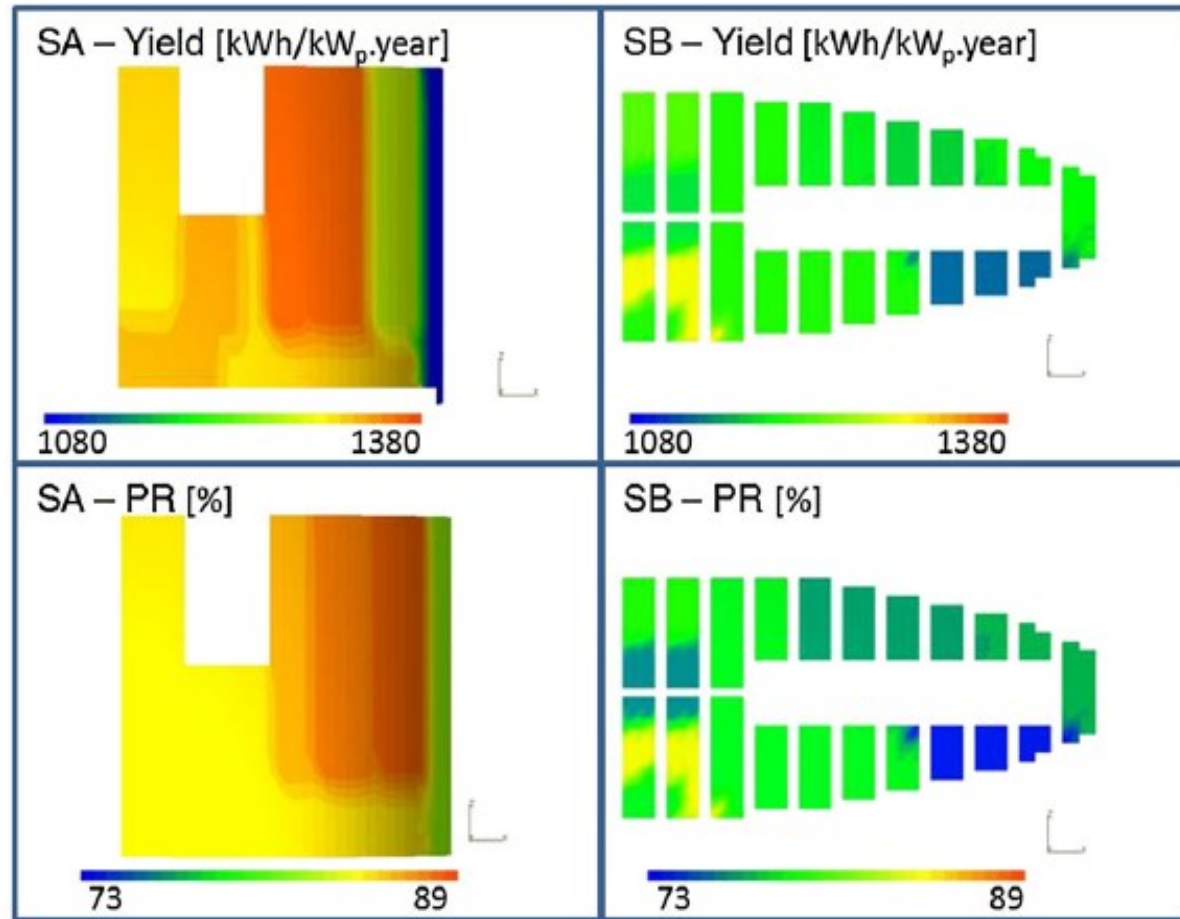 SA – Yield [kWh/kWp.year]
SB – Yield [kWh/kWp.year]
1080 1380
1080 1380
SA – PR [%]
SB – PR [%]
73 89
73 89